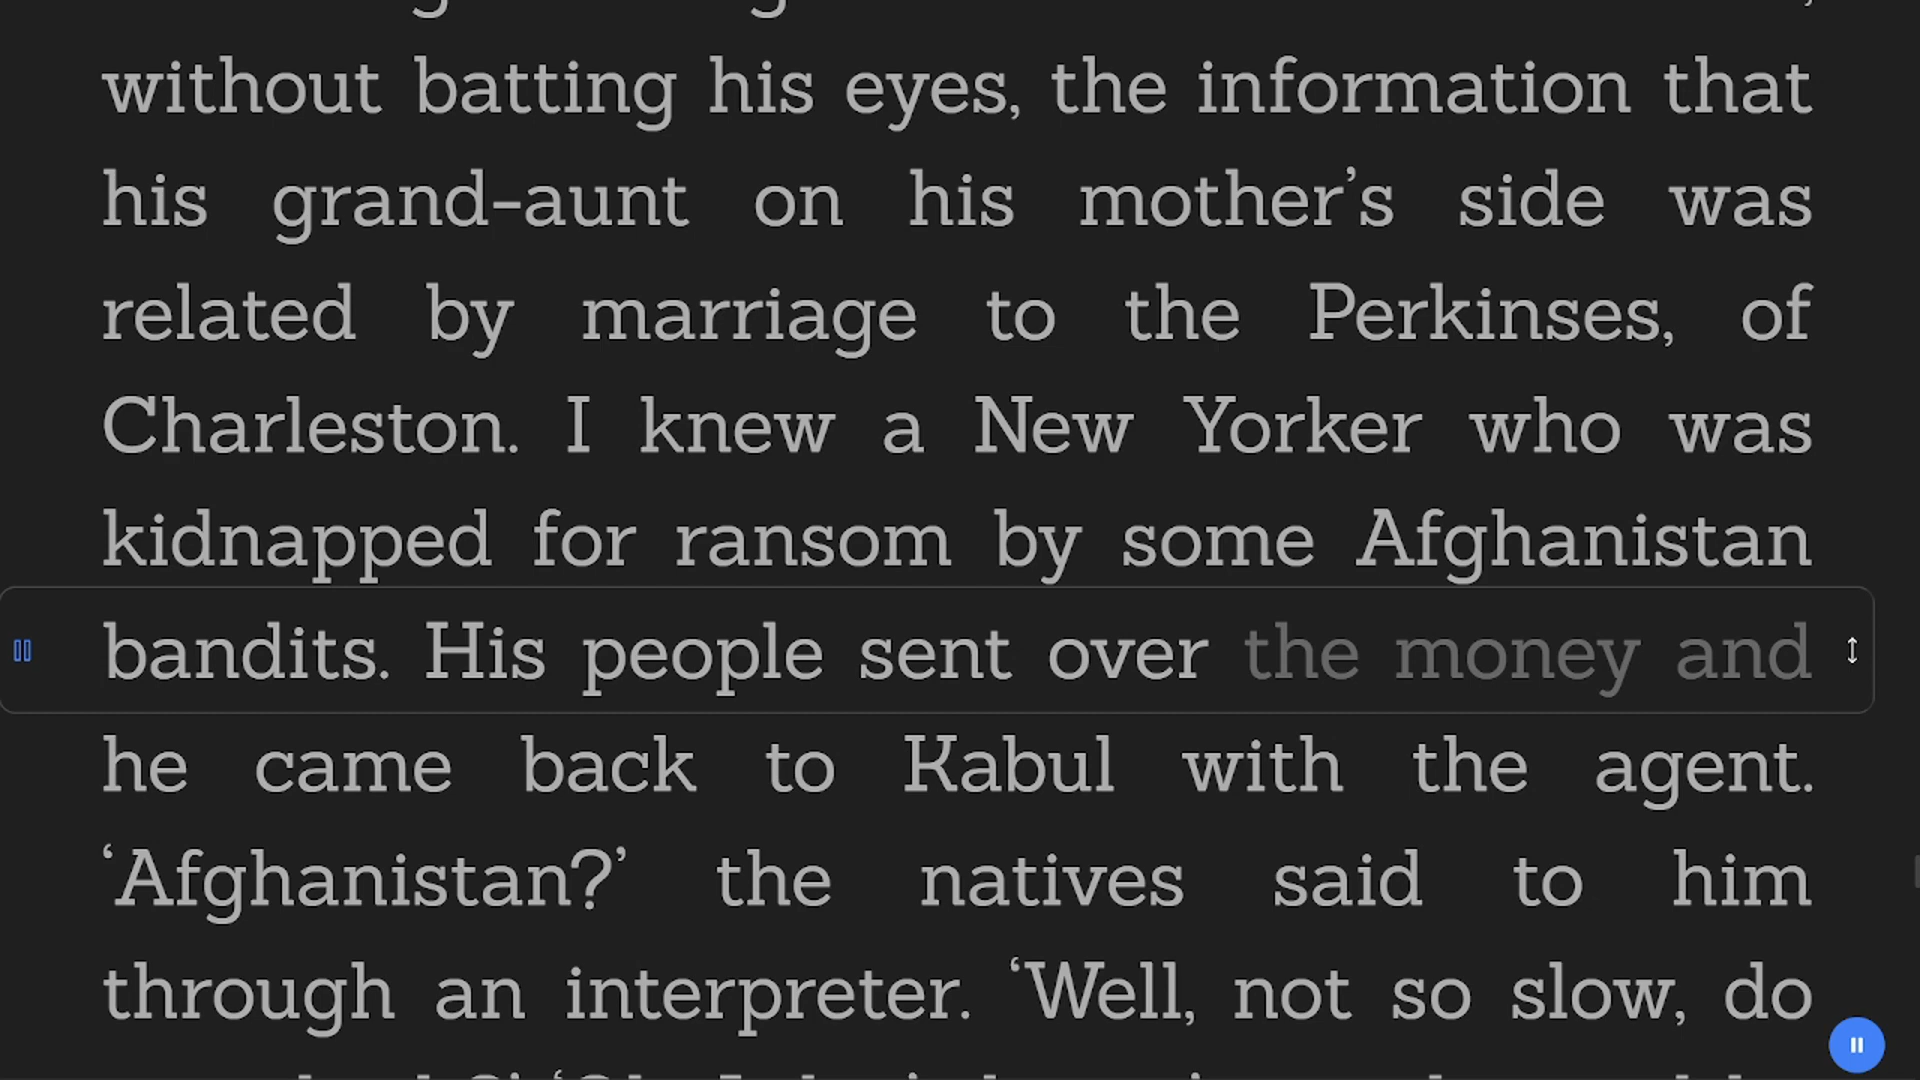 without batting his eyes, the information that
his grand-aunt on his mother’s side was
related by marriage to the Perkinses, of
Charleston. I knew a New Yorker who was
kidnapped for ransom by some Afghanistan
bandits. His people sent over the money and
he came back to Kabul with the agent.
‘Afghanistan?’ the natives said to him
through an interpreter. ‘Well, not so slow, do